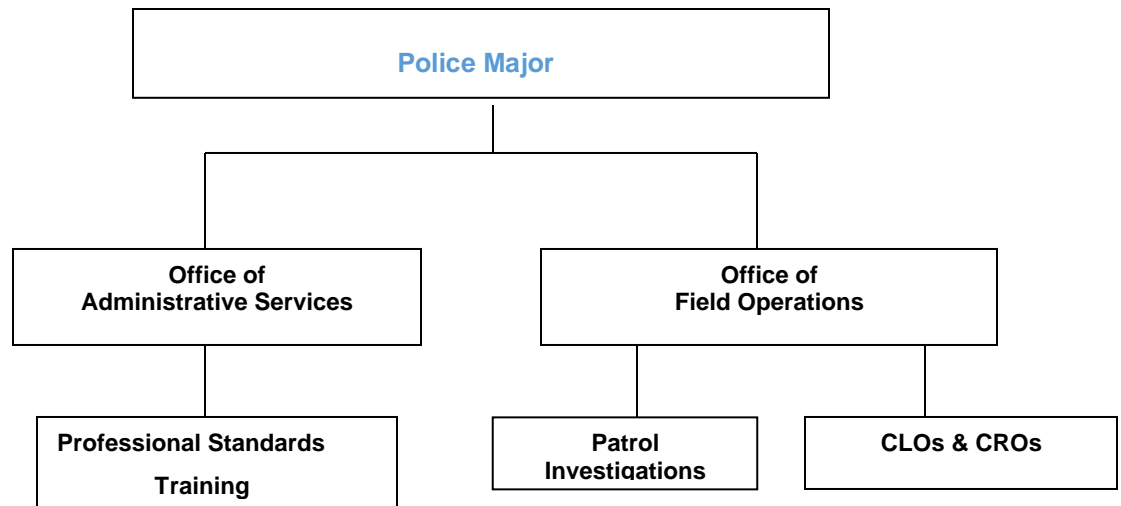 Police Major
Office of
Administrative Services
Office of
Field Operations
Professional Standards
Training
Patrol
Investigations
CLOs & CROs